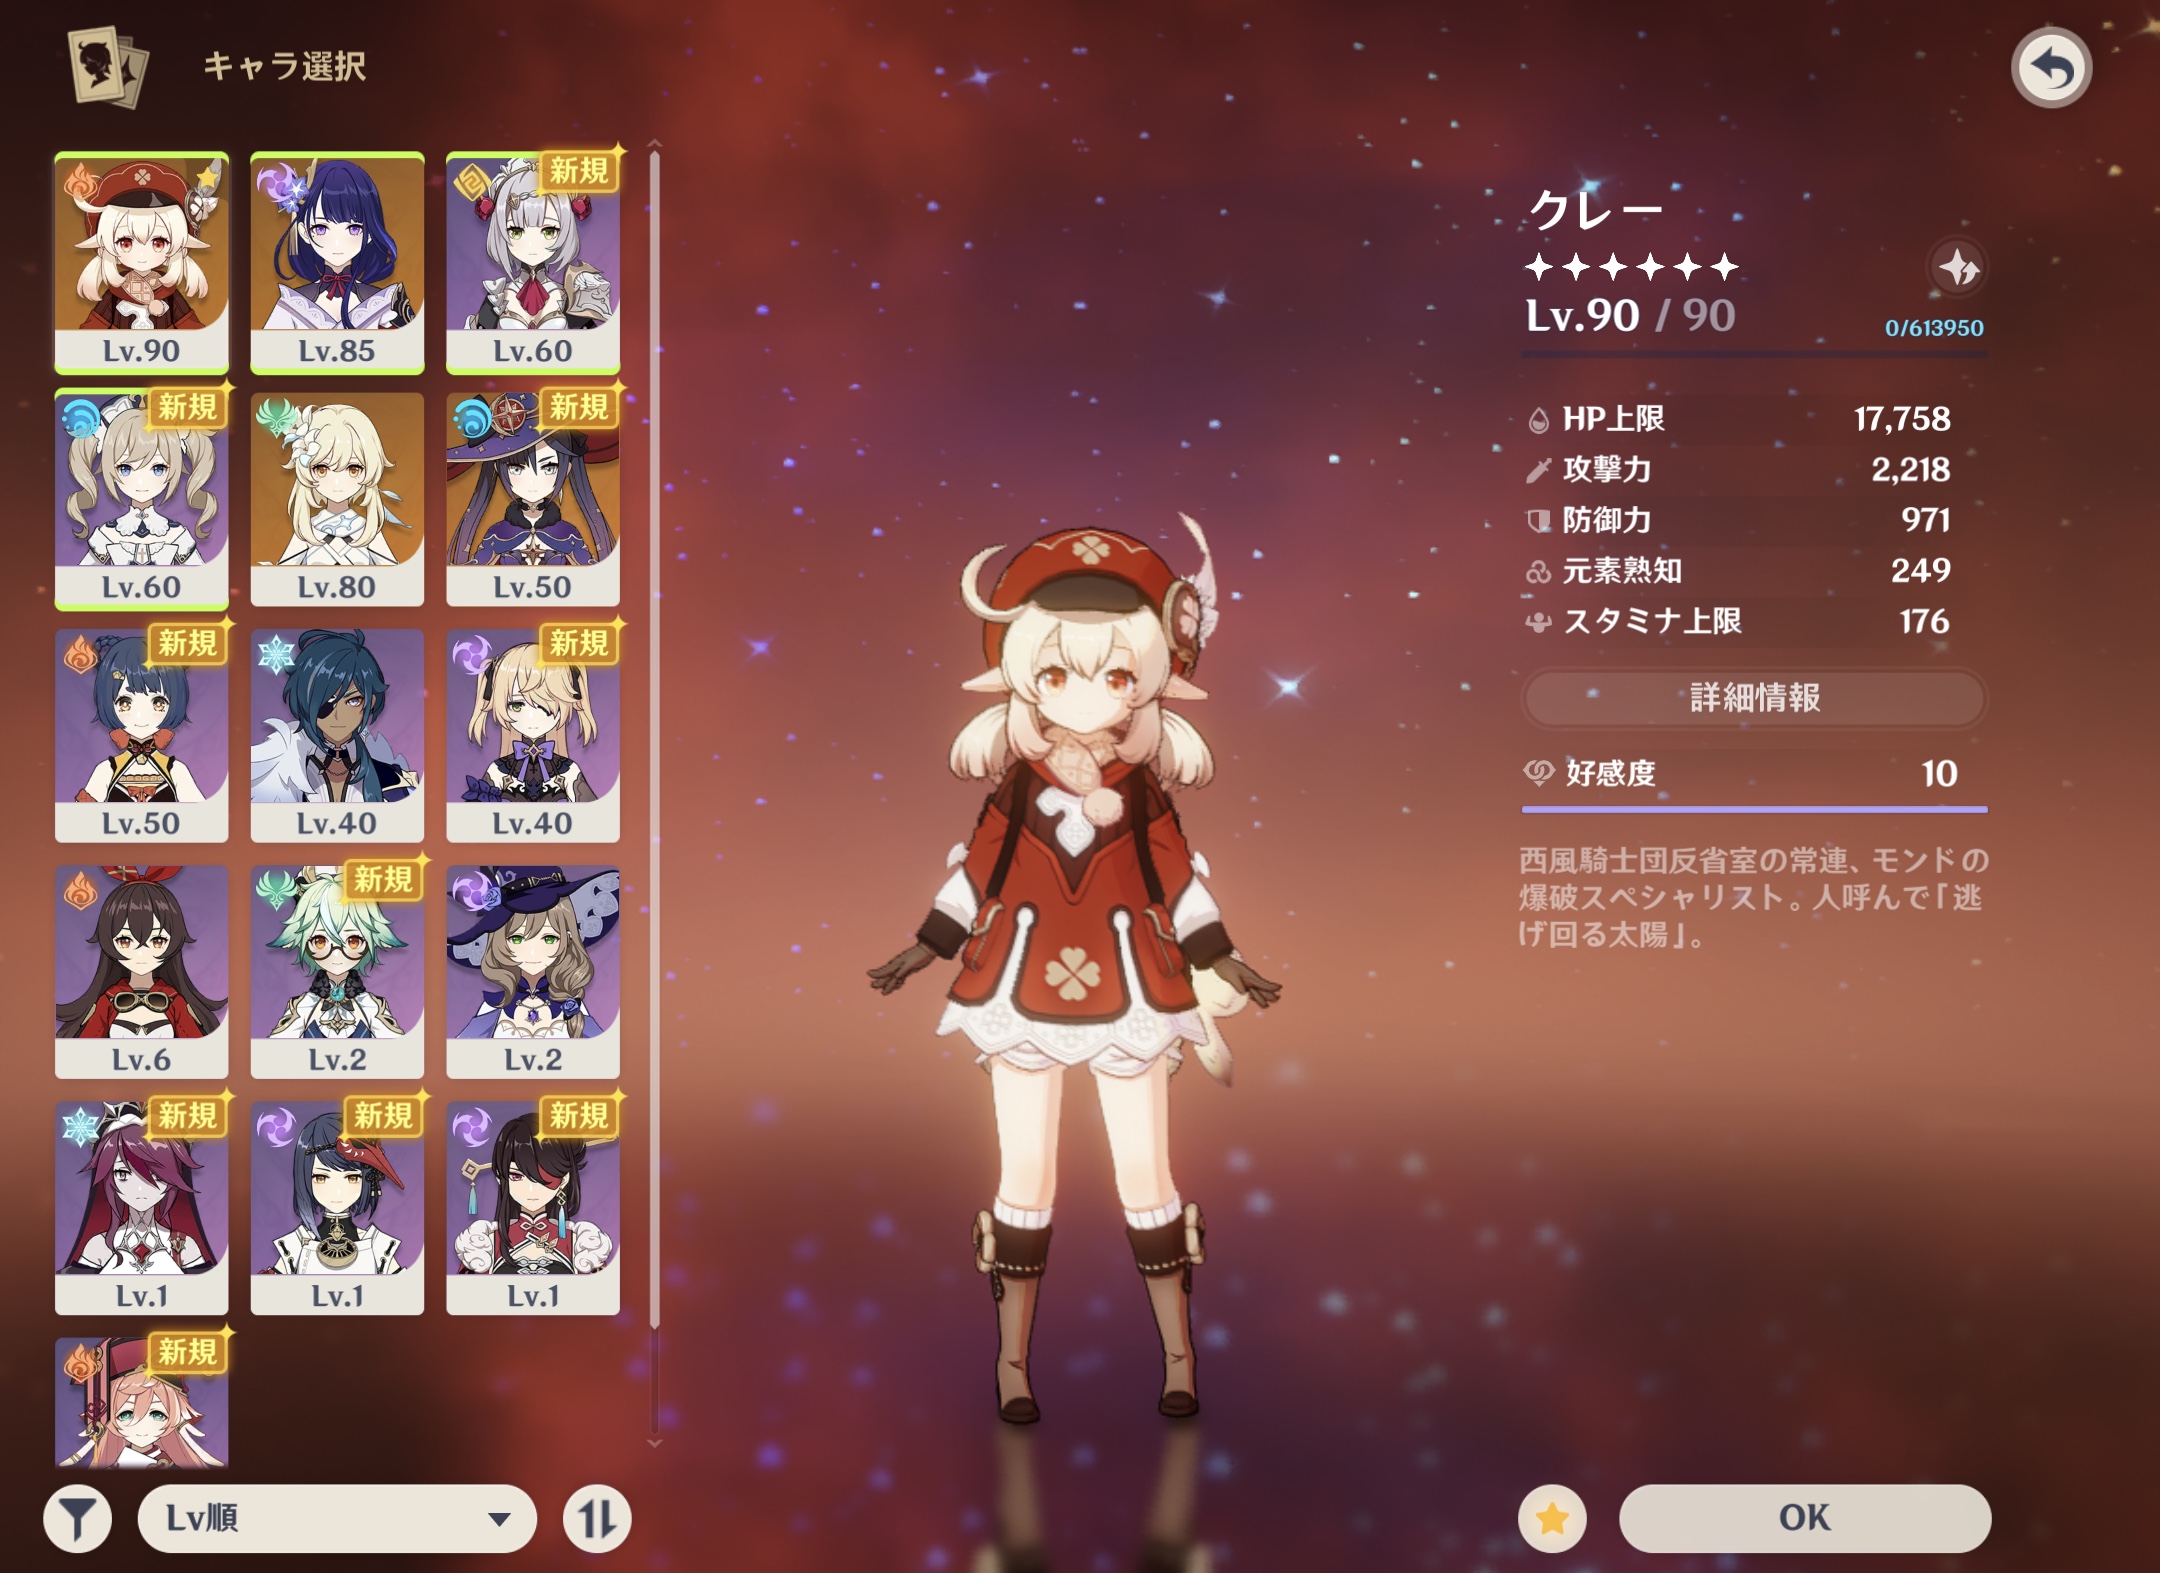 キャラ選択
Lv.90
Lv.85
新規
Lv.60
新規
Lv.60
Lv.80
新規
Lv.50
新規
Lv.50
Lv.40
新規
Lv.40
Lv.6
新規
Lv.2
Lv.2
新規
Lv.1
新規
Lv.1
新規
Lv.1
新規
Lv順
クレー
Lv.90 / 90
0/613950
HP上限 17,758
攻撃力 2,218
防御力 971
元素熟知 249
スタミナ上限 176
詳細情報
好感度 10
西風騎士団反省室の常連、モンドの
爆破スペシャリスト。人呼んで「逃
げ回る太陽」。
OK